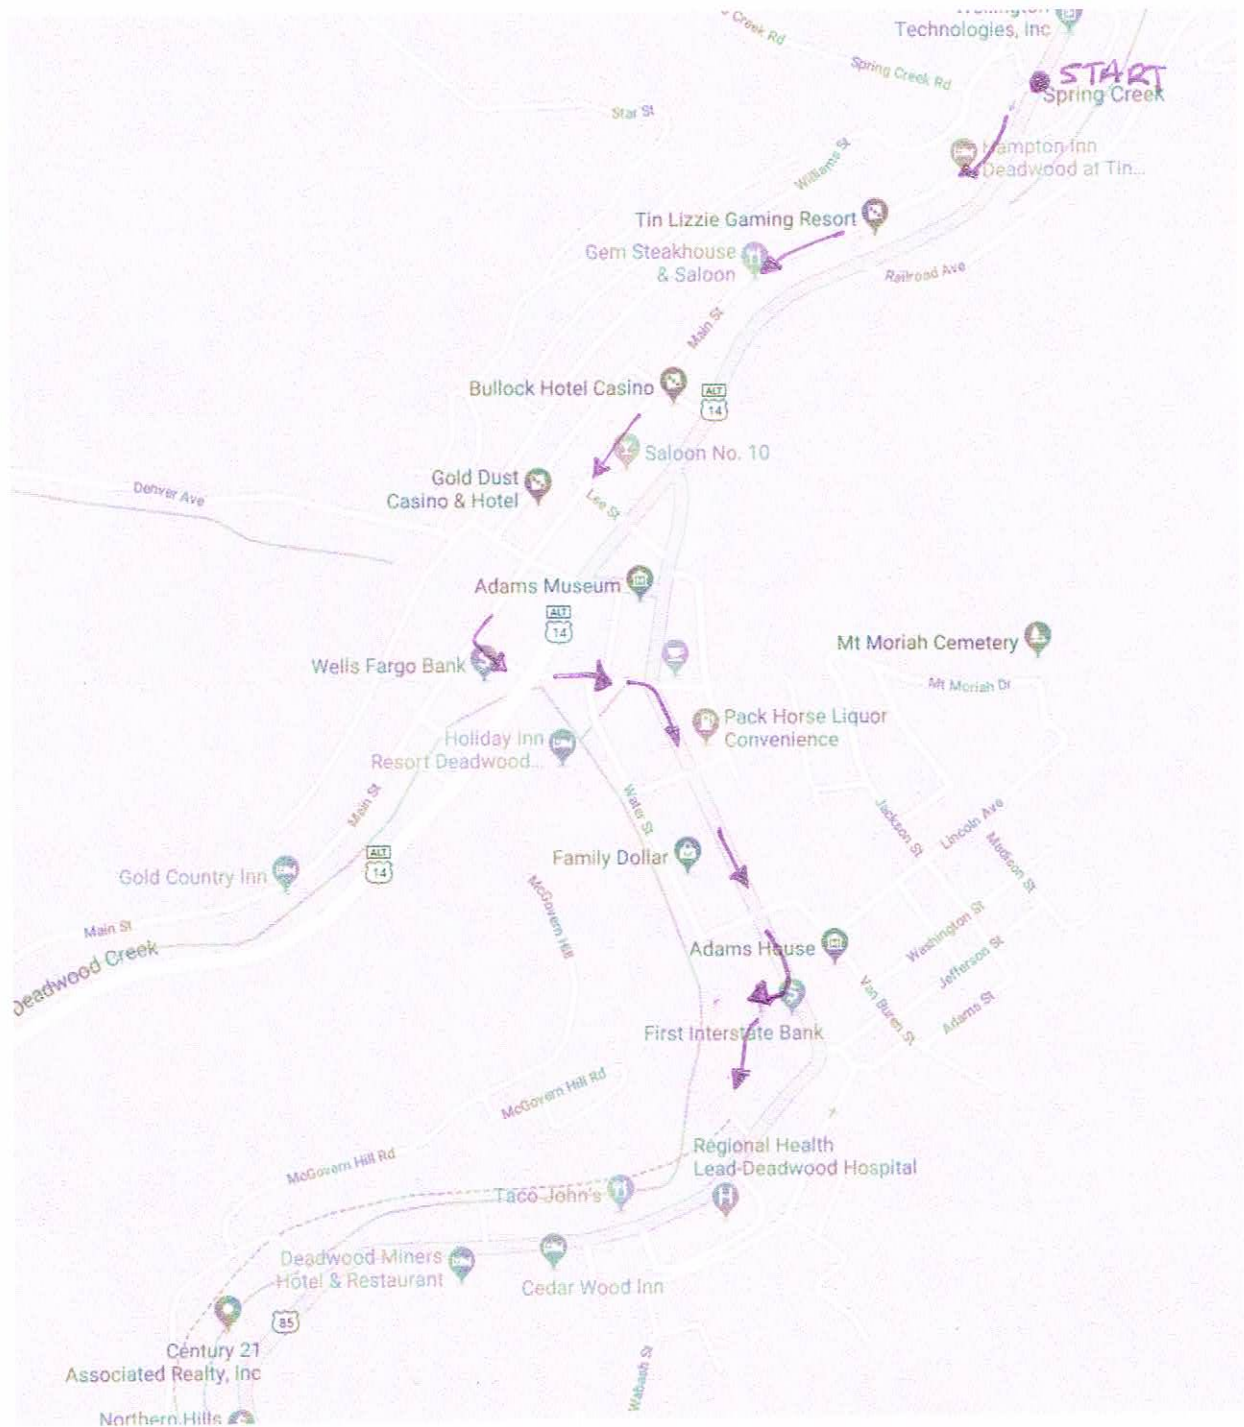 Technologies, Inc
START
Spring Creek
Creek Rd
Spring Creek Rd
Star St
Hampton Inn
Deadwood at Tin...
Williams St
Tin Lizzie Gaming Resort
Gem Steakhouse
& Saloon
Railroad Ave
Main St
Bullock Hotel Casino
ALT
14
Saloon No. 10
Gold Dust
Casino & Hotel
Denver Ave
Lee St
Adams Museum
ALT
14
Mt Moriah Cemetery
Wells Fargo Bank
Mt Moriah Dr
Pack Horse Liquor
Convenience
Holiday Inn
Resort Deadwood...
Main St
Water St
Jackson St
Lincoln Ave
Madison St
Family Dollar
ALT
14
Gold Country Inn
McGovern Hill
Main St
Deadwood Creek
Washington St
Adams House
Jefferson St
Van Buren St
Adams St
First Interstate Bank
McGovern Hill Rd
McGovern Hill Rd
Regional Health
Lead-Deadwood Hospital
H
Taco John's
Deadwood Miners
Hotel & Restaurant
Cedar Wood Inn
85
Century 21
Associated Realty, Inc
Wabash St
Northern Hills